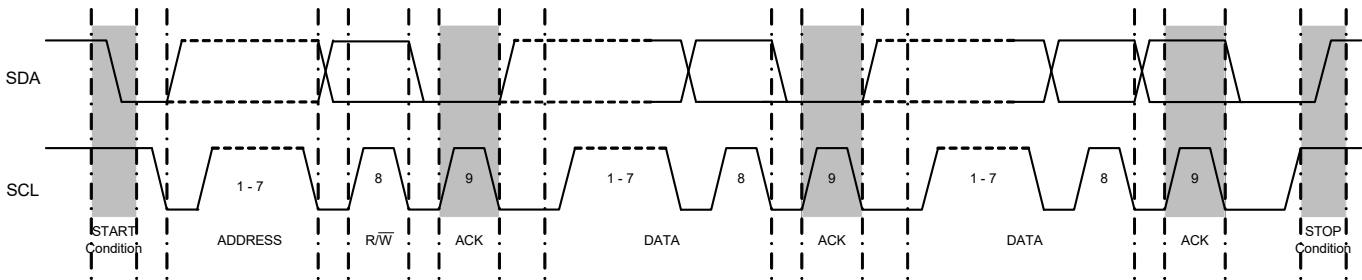 SDA
SCL
1 - 7
8
9
1 - 7
8
9
1 - 7
8
9
START
Condition
ADDRESS
R/W̅
ACK
DATA
ACK
DATA
ACK
STOP
Condition